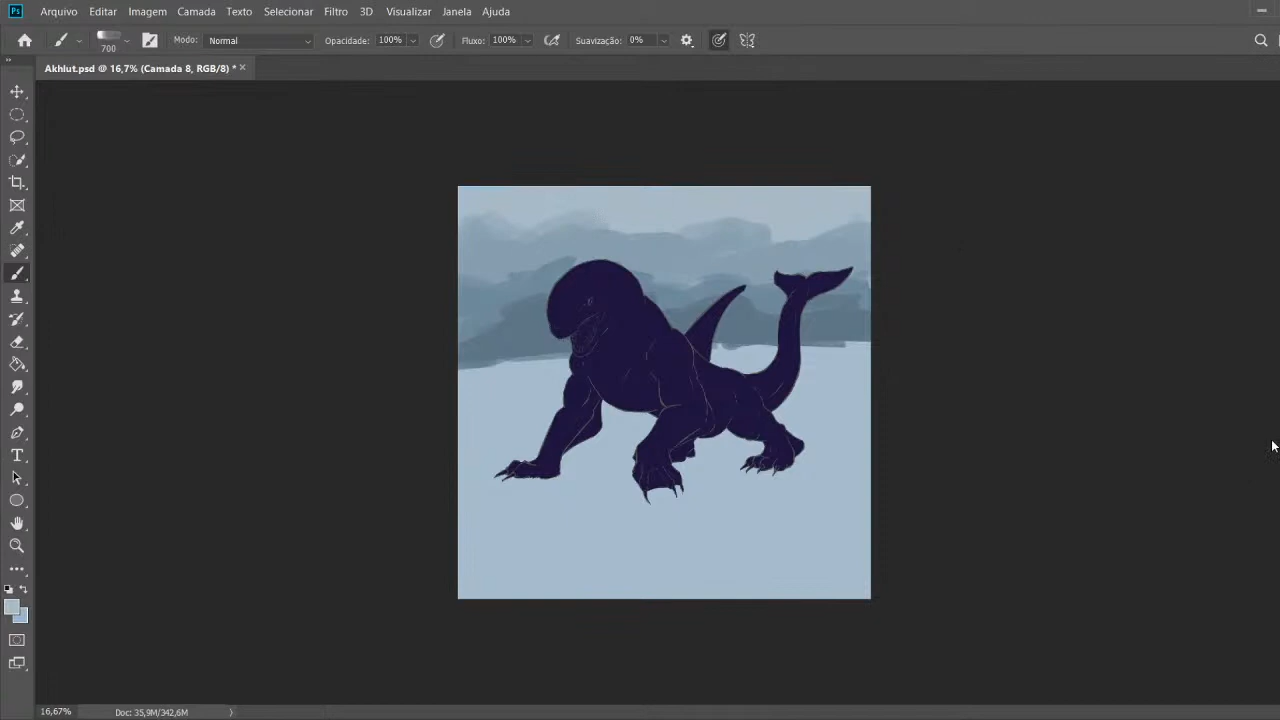 Ps Arquivo Editar Imagem Camada Texto Selecionar Filtro 3D Visualizar Janela Ajuda
700 Modo: Normal Opacidade: 100% Fluxo: 100% Suavização: 0%
Akhlut.psd @ 16,7% (Camada 8, RGB/8) * ×
T
16,67% Doc: 35,9M/342,6M